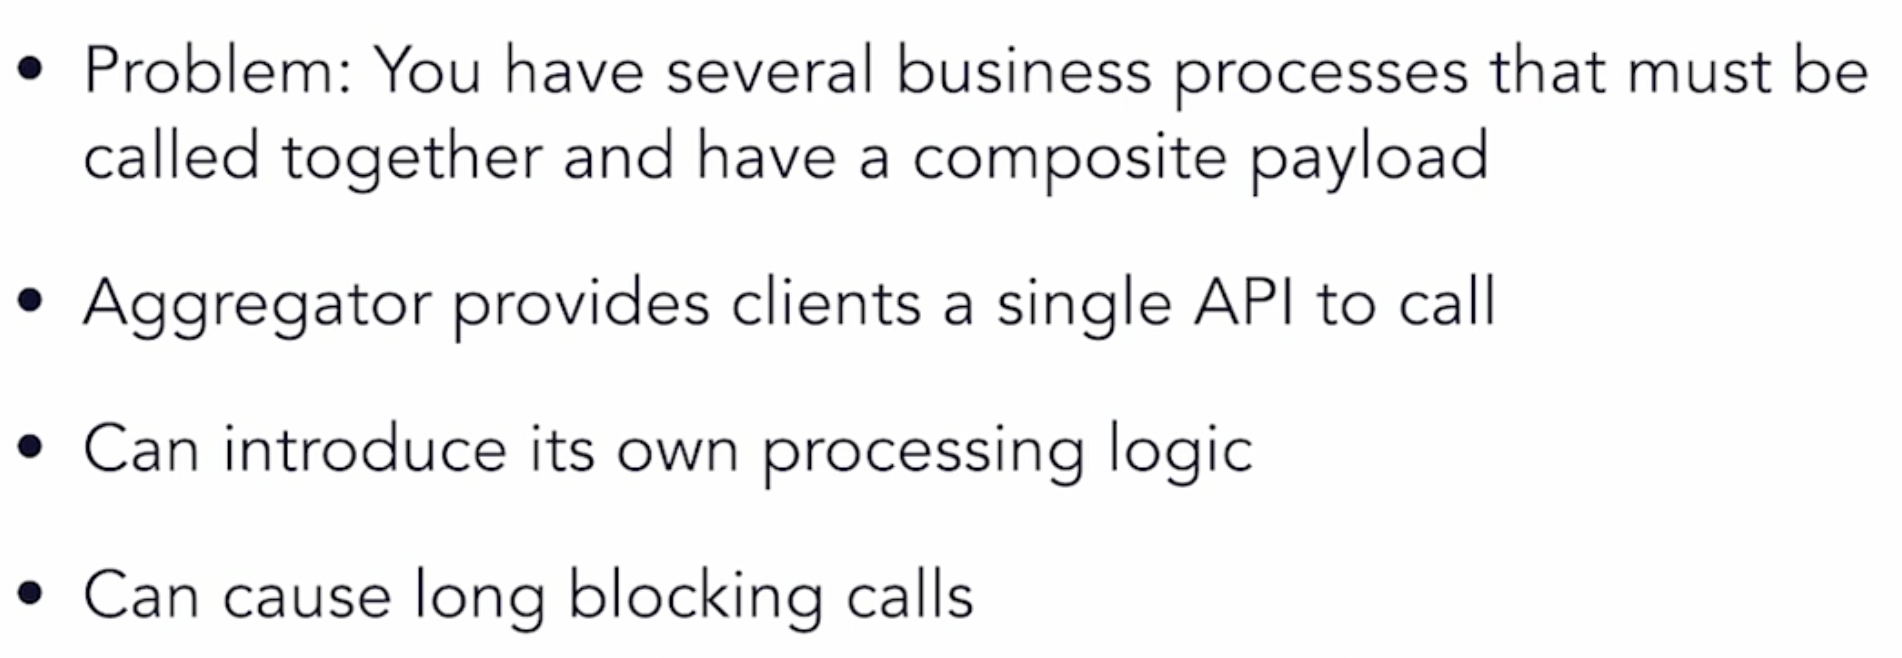 • Problem: You have several business processes that must be
called together and have a composite payload
• Aggregator provides clients a single API to call
• Can introduce its own processing logic
• Can cause long blocking calls